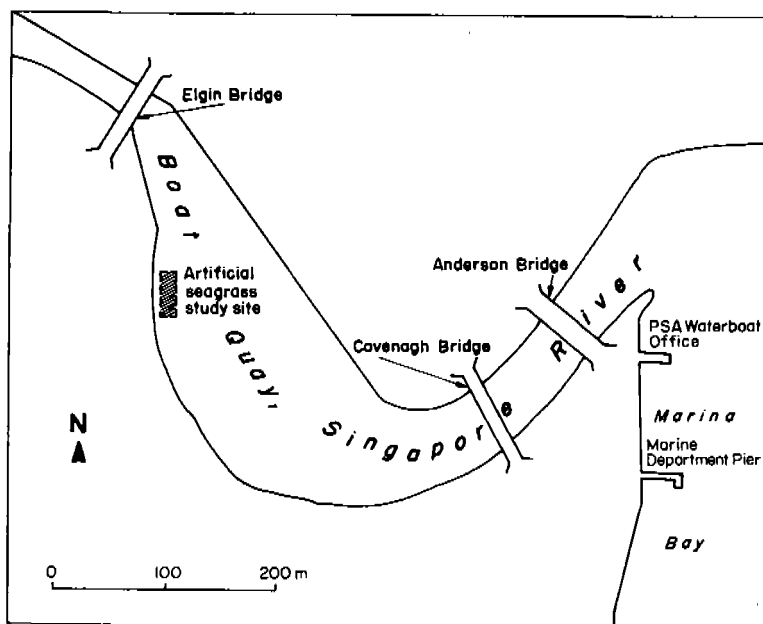 Elgin Bridge
Boat Quay, Singapore River
Artificial
seagrass
study site
Anderson Bridge
Cavenagh Bridge
PSA Waterboat
Office
Marina
Marine
Department Pier
Bay
N
0 100 200 m